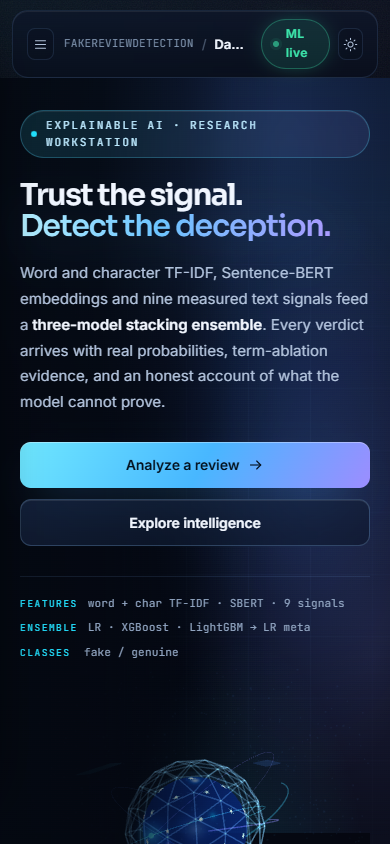 FAKEREVIEWDETECTION / Da...
ML
live
EXPLAINABLE AI · RESEARCH
WORKSTATION
Trust the signal.
Detect the deception.
Word and character TF-IDF, Sentence-BERT
embeddings and nine measured text signals feed
a three-model stacking ensemble. Every verdict
arrives with real probabilities, term-ablation
evidence, and an honest account of what the
model cannot prove.
Analyze a review →
Explore intelligence
FEATURES word + char TF-IDF · SBERT · 9 signals
ENSEMBLE LR · XGBoost · LightGBM → LR meta
CLASSES fake / genuine